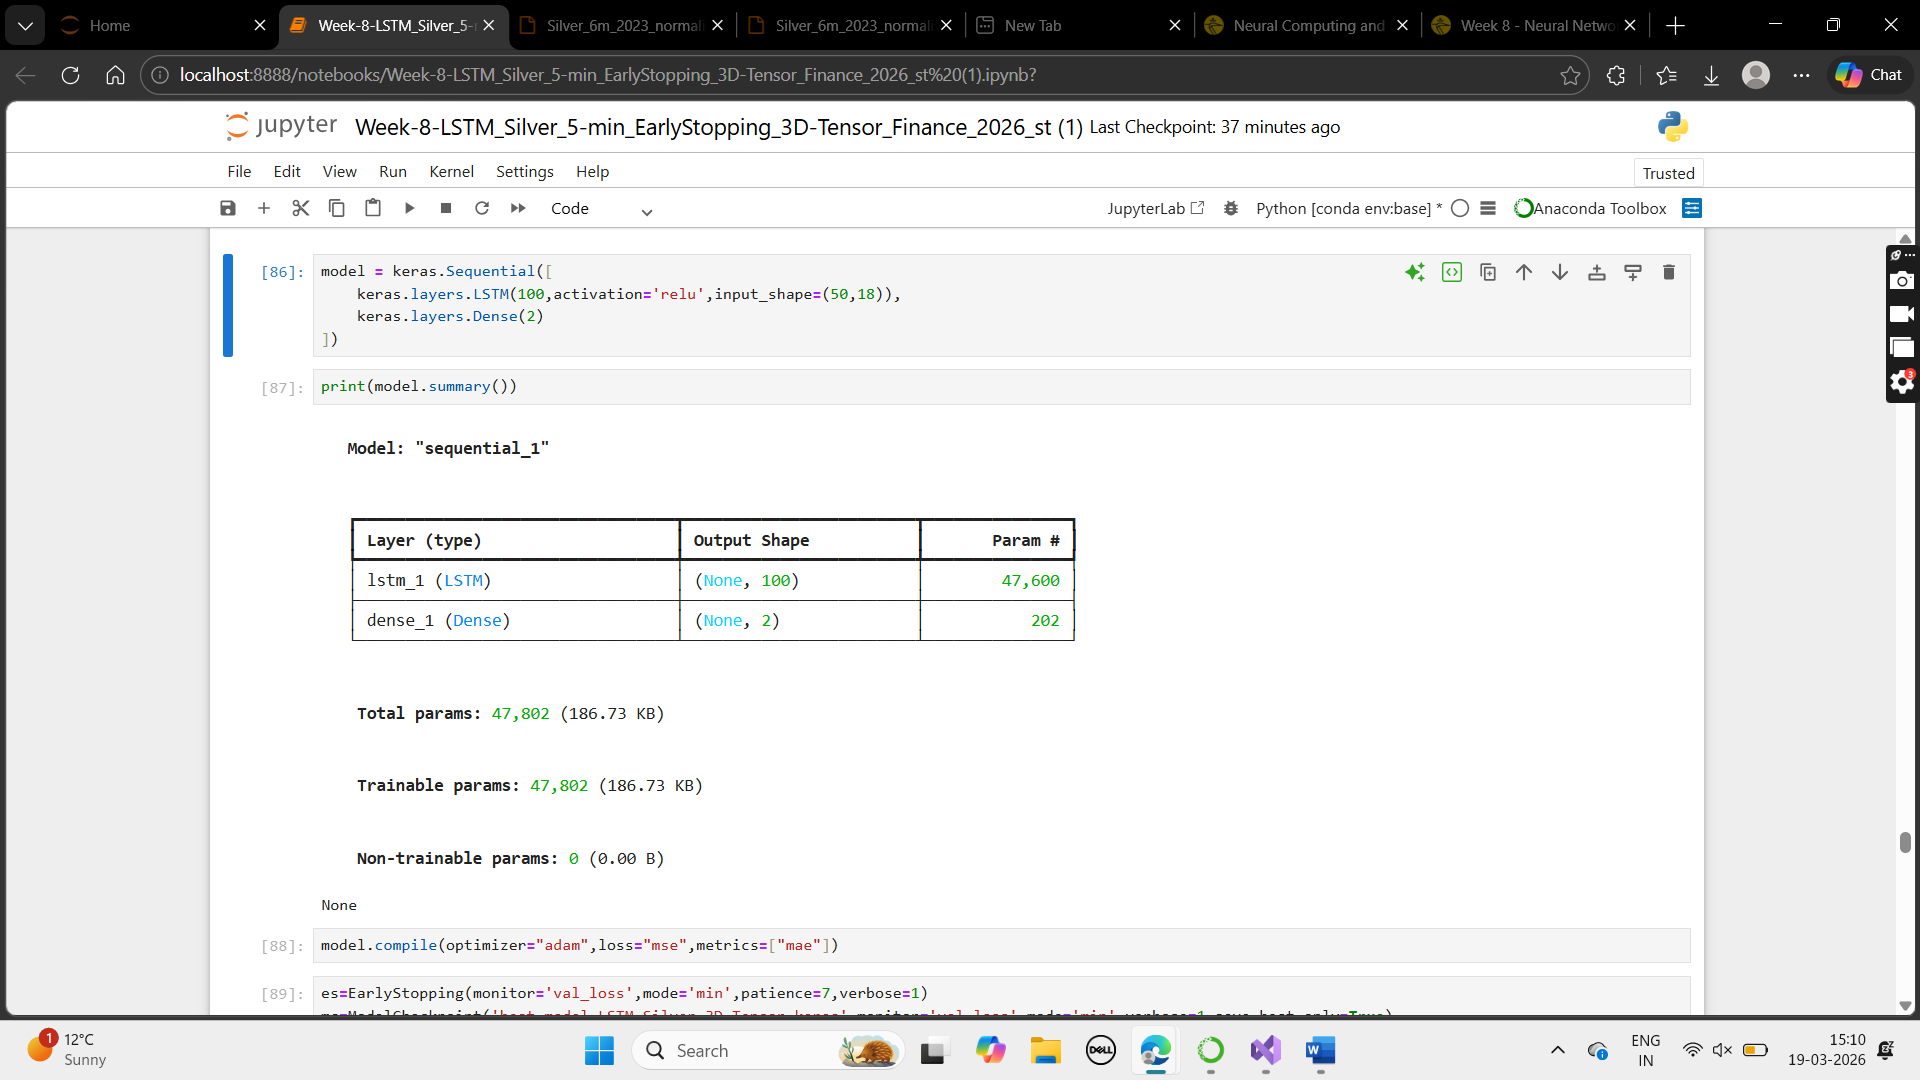 Home
Week-8-LSTM_Silver_5-
Silver_6m_2023_normali
Silver_6m_2023_normali
New Tab
Neural Computing and
Week 8 - Neural Netwo
localhost:8888/notebooks/Week-8-LSTM_Silver_5-min_EarlyStopping_3D-Tensor_Finance_2026_st%20(1).ipynb?
Chat
jupyter Week-8-LSTM_Silver_5-min_EarlyStopping_3D-Tensor_Finance_2026_st (1) Last Checkpoint: 37 minutes ago
File Edit View Run Kernel Settings Help
Trusted
Code
JupyterLab
Python [conda env:base] *
Anaconda Toolbox
3
[86]: model = keras.Sequential([
keras.layers.LSTM(100,activation='relu',input_shape=(50,18)),
keras.layers.Dense(2)
])
[87]: print(model.summary())
Model: "sequential_1"
Layer (type) Output Shape Param #
lstm_1 (LSTM) (None, 100) 47,600
dense_1 (Dense) (None, 2) 202
Total params: 47,802 (186.73 KB)
Trainable params: 47,802 (186.73 KB)
Non-trainable params: 0 (0.00 B)
None
[88]: model.compile(optimizer="adam",loss="mse",metrics=["mae"])
[89]: es=EarlyStopping(monitor='val_loss',mode='min',patience=7,verbose=1)
1
12°C
Sunny
Search
DELL
W
ENG
IN
15:10
19-03-2026